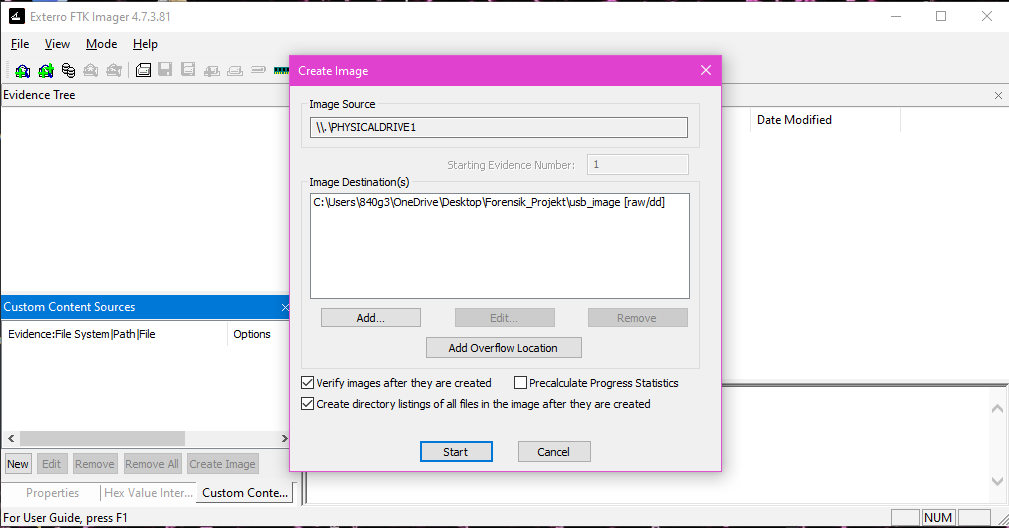 Exterro FTK Imager 4.7.3.81
File View Mode Help
Evidence Tree
Date Modified
Create Image
Image Source
\\.\PHYSICALDRIVE1
Starting Evidence Number: 1
Image Destination(s)
C:\Users\840g3\OneDrive\Desktop\Forensik_Projekt\usb_image [raw/dd]
Add... Edit... Remove
Add Overflow Location
Verify images after they are created Precalculate Progress Statistics
Create directory listings of all files in the image after they are created
Start Cancel
Custom Content Sources
Evidence:File System|Path|File Options
New Edit Remove Remove All Create Image
Properties Hex Value Inter... Custom Conte...
For User Guide, press F1 NUM